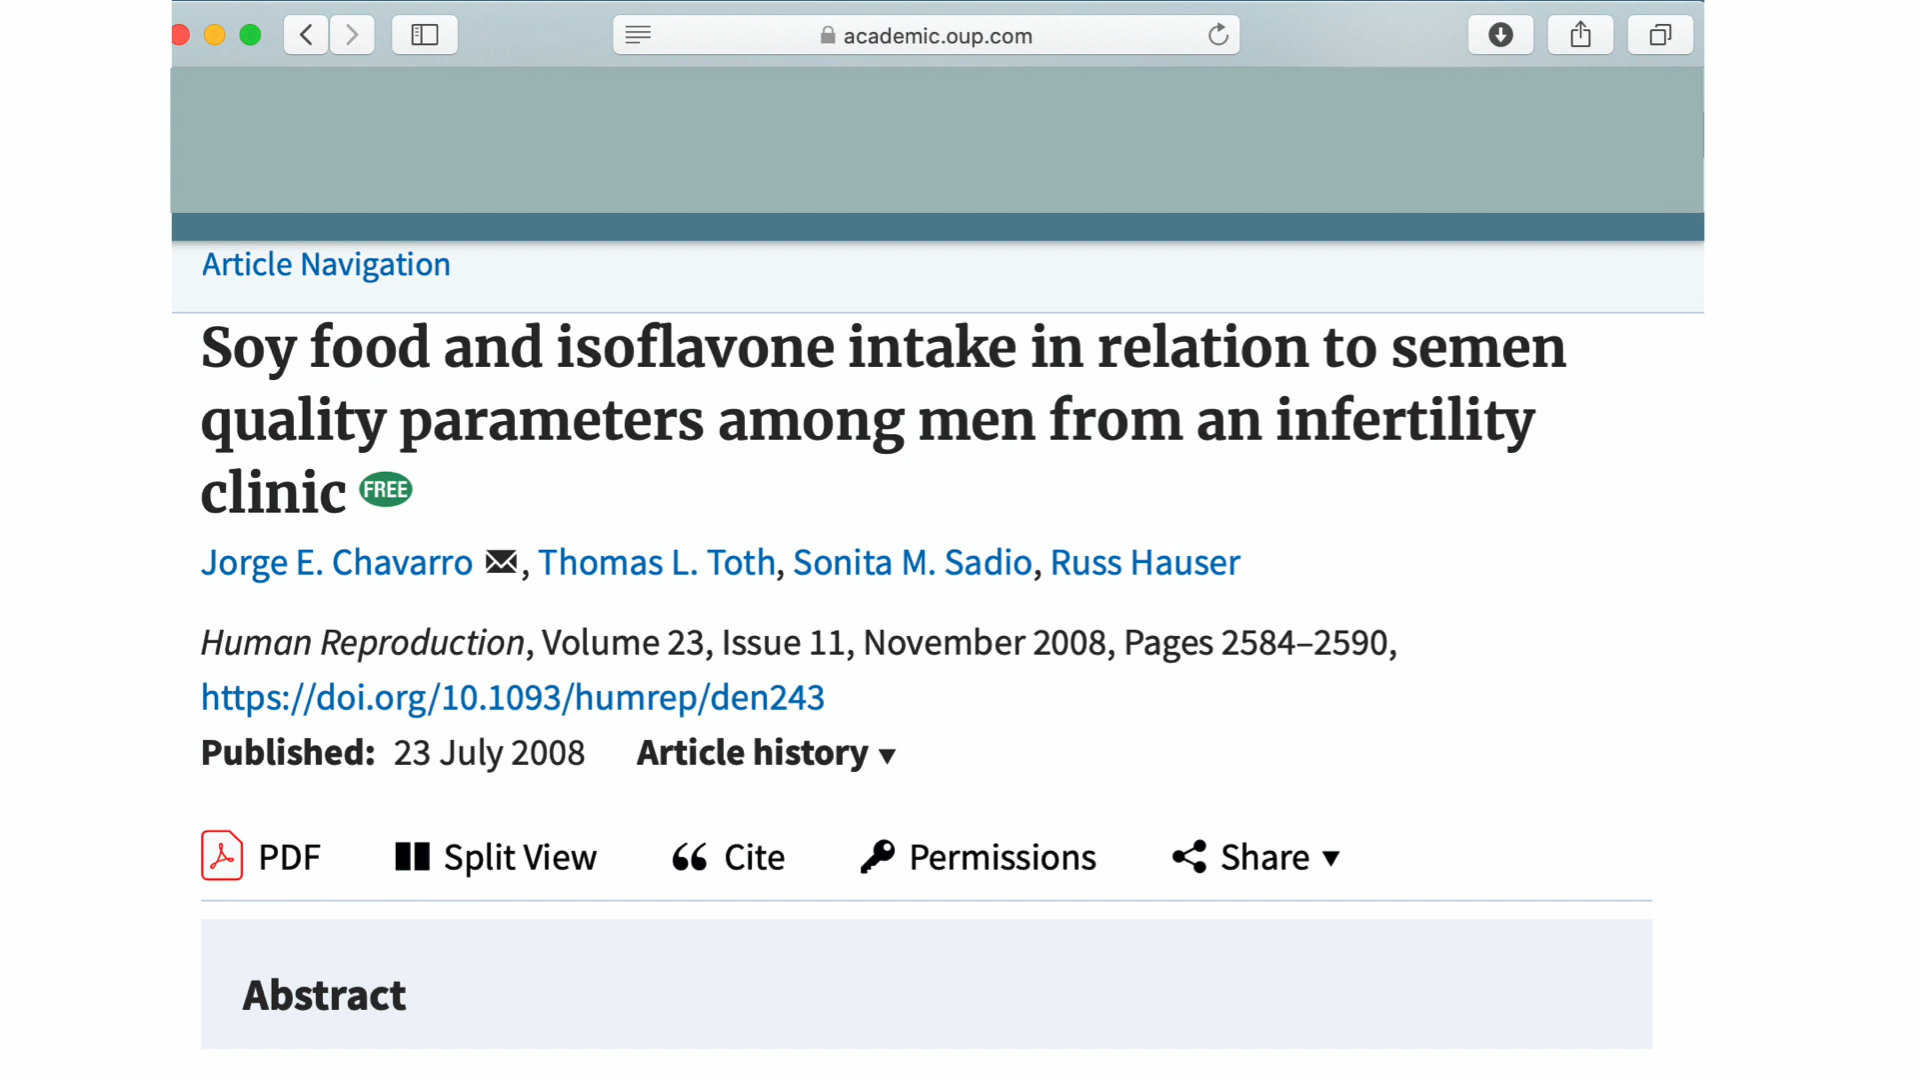 academic.oup.com
Article Navigation
Soy food and isoflavone intake in relation to semen
quality parameters among men from an infertility
clinic FREE
Jorge E. Chavarro , Thomas L. Toth, Sonita M. Sadio, Russ Hauser
Human Reproduction, Volume 23, Issue 11, November 2008, Pages 2584–2590,
https://doi.org/10.1093/humrep/den243
Published: 23 July 2008 Article history ▼
PDF Split View Cite Permissions Share ▼
Abstract